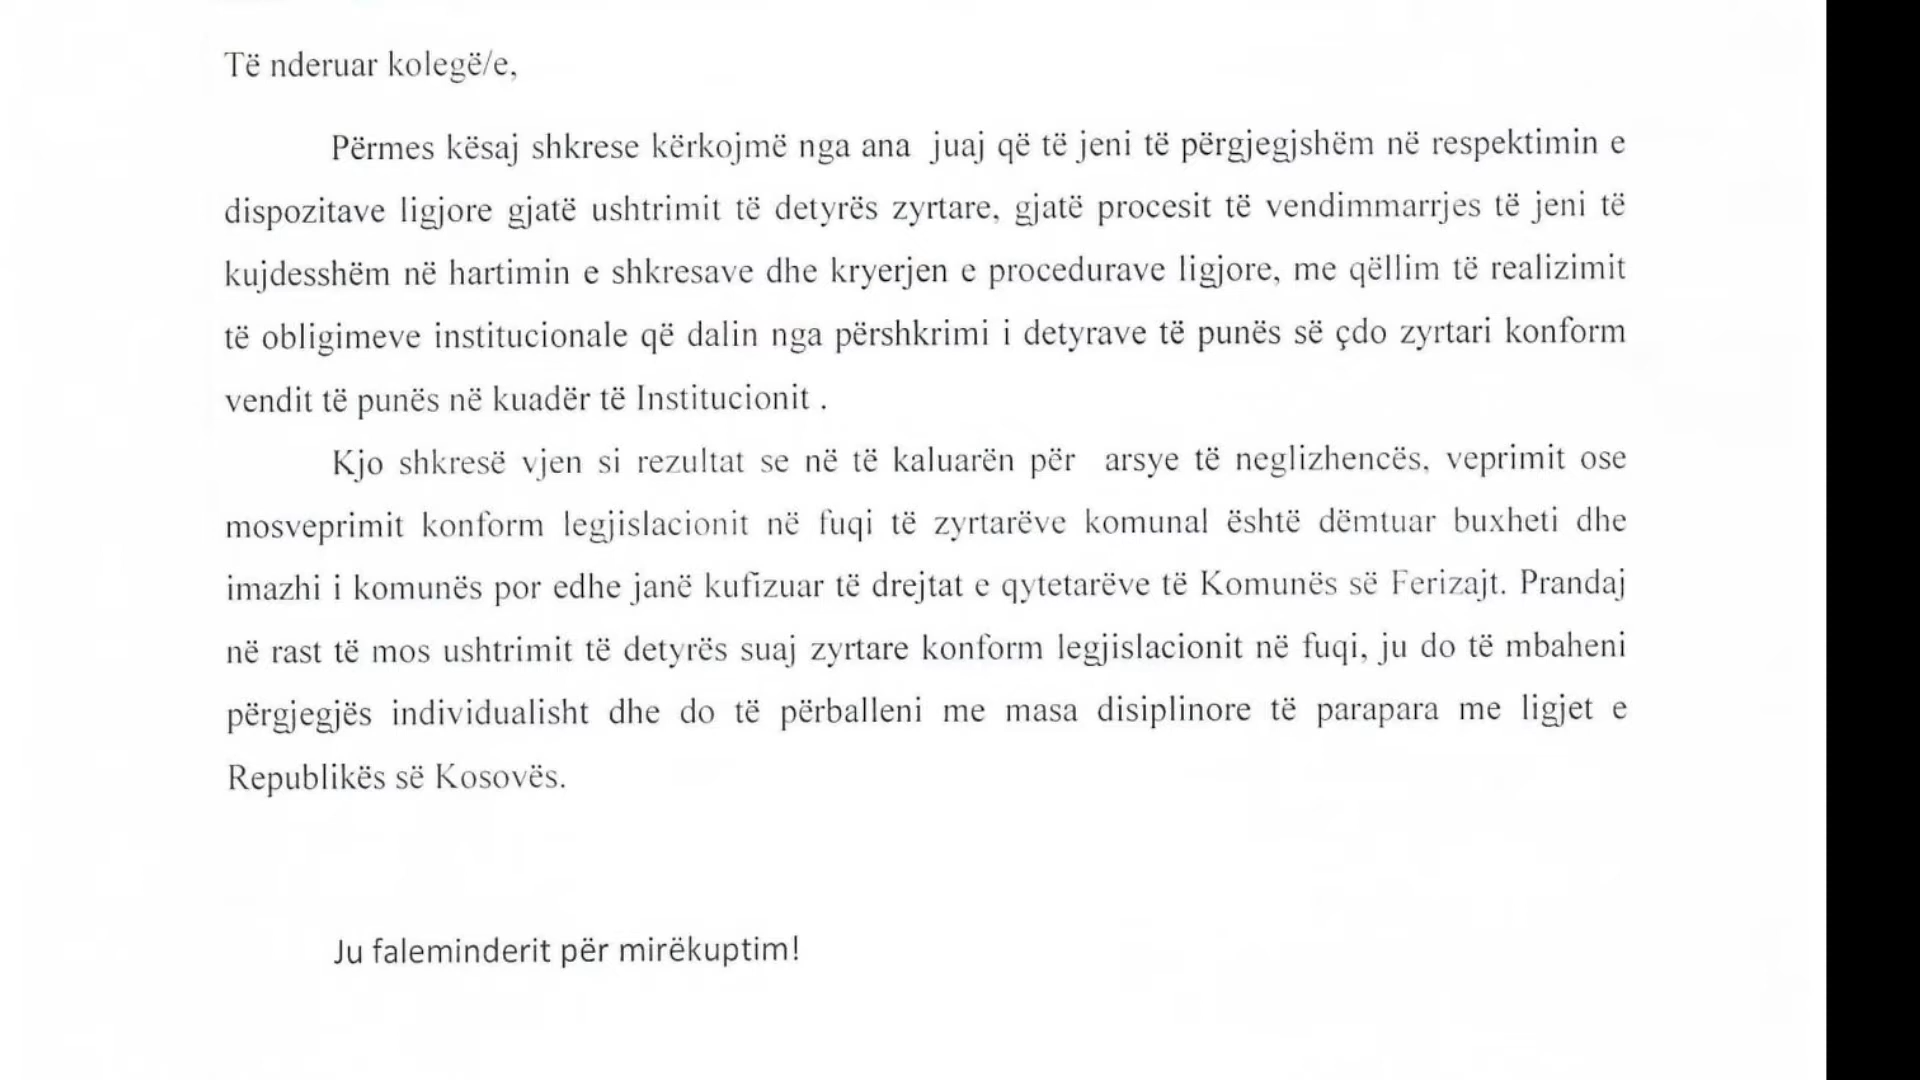 Të nderuar kolegë/e,
Përmes kësaj shkrese kërkojmë nga ana juaj që të jeni të përgjegjshëm në respektimin e
dispozitave ligjore gjatë ushtrimit të detyrës zyrtare, gjatë procesit të vendimmarrjes të jeni të
kujdesshëm në hartimin e shkresave dhe kryerjen e procedurave ligjore, me qëllim të realizimit
të obligimeve institucionale që dalin nga përshkrimi i detyrave të punës së çdo zyrtari konform
vendit të punës në kuadër të Institucionit .
Kjo shkresë vjen si rezultat se në të kaluarën për arsye të neglizhencës, veprimit ose
mosveprimit konform legjislacionit në fuqi të zyrtarëve komunal është dëmtuar buxheti dhe
imazhi i komunës por edhe janë kufizuar të drejtat e qytetarëve të Komunës së Ferizajt. Prandaj
në rast të mos ushtrimit të detyrës suaj zyrtare konform legjislacionit në fuqi, ju do të mbaheni
përgjegjës individualisht dhe do të përballeni me masa disiplinore të parapara me ligjet e
Republikës së Kosovës.
Ju faleminderit për mirëkuptim!